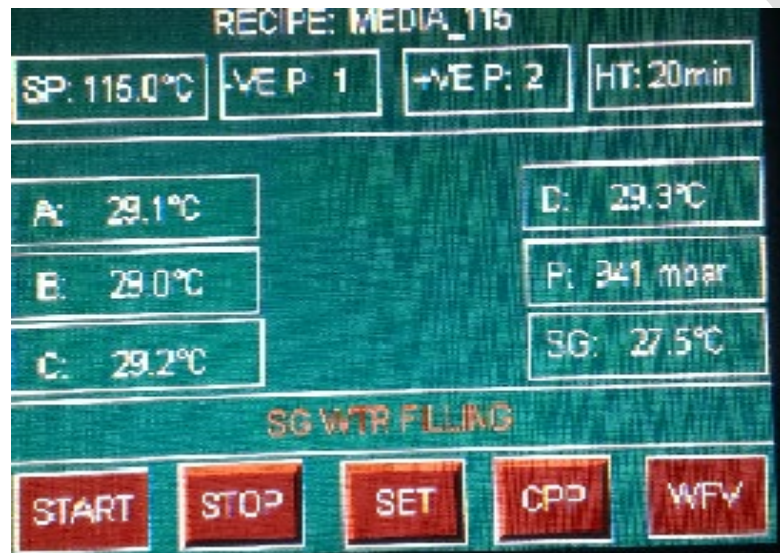 RECIPE: MEDIA_115
SP: 115.0°C -VE P: 1 +VE P: 2 HT: 20min
A: 29.1°C D: 29.3°C
B: 29.0°C P: 941 mbar
C: 29.2°C SG: 27.5°C
SG WTR FILLING
START STOP SET CPP WFV